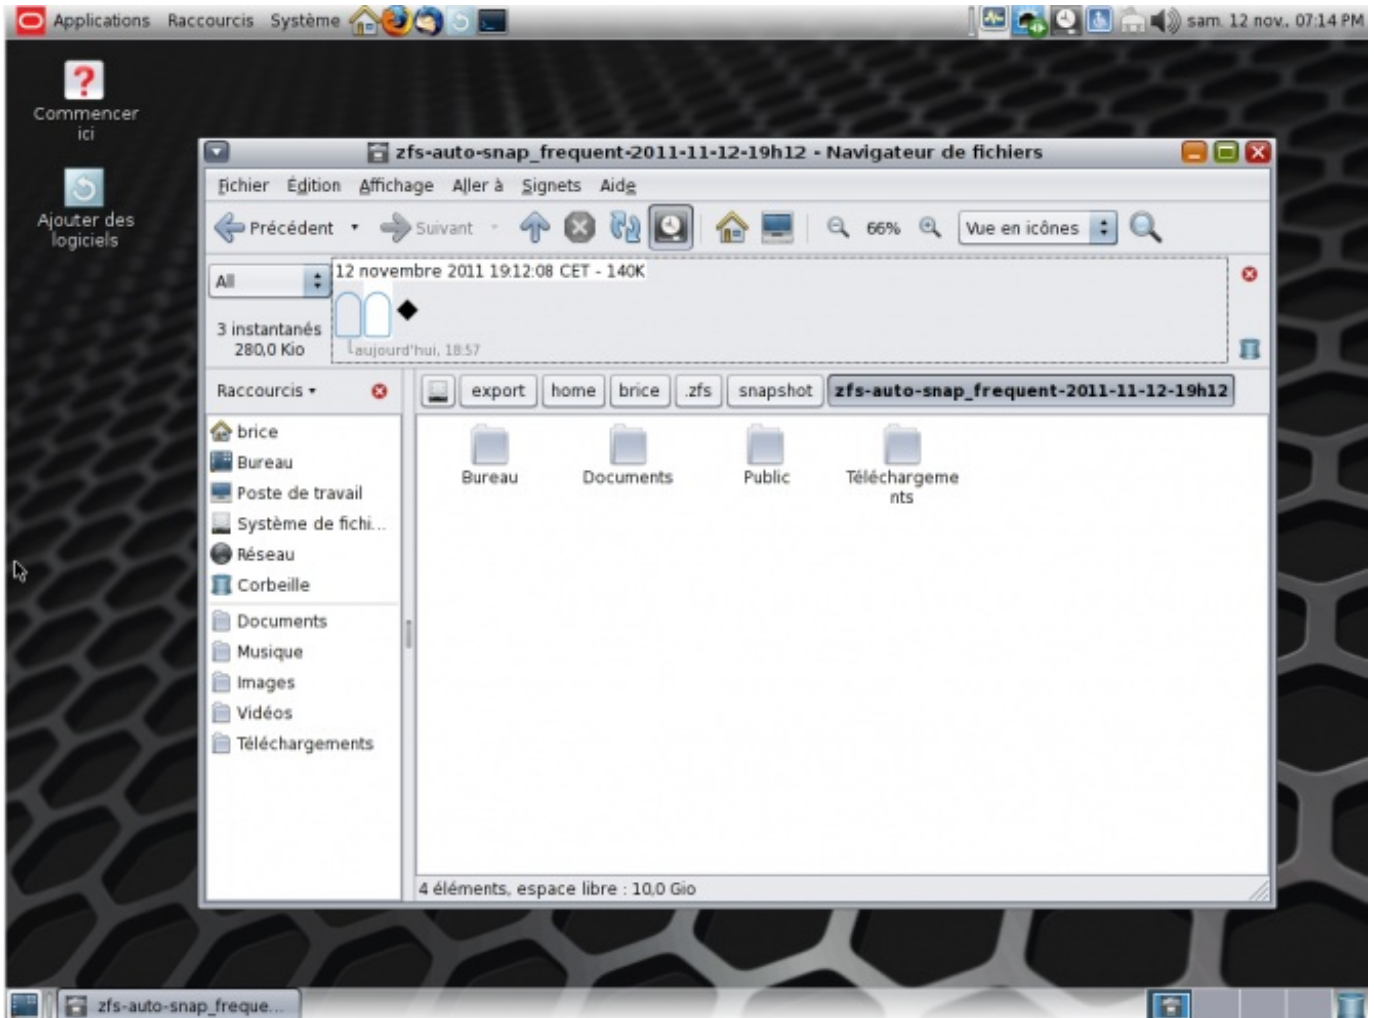 Applications Raccourcis Système
sam. 12 nov., 07:14 PM
Commencer
ici
Ajouter des
logiciels
zfs-auto-snap_frequent-2011-11-12-19h12 - Navigateur de fichiers
Fichier Édition Affichage Aller à Signets Aide
Précédent Suivant 66% Vue en icônes
All
12 novembre 2011 19:12:08 CET - 140K
3 instantanés
280,0 Kio
aujourd'hui, 18:57
Raccourcis
export home brice .zfs snapshot zfs-auto-snap_frequent-2011-11-12-19h12
brice
Bureau
Poste de travail
Système de fichi...
Réseau
Corbeille
Documents
Musique
Images
Vidéos
Téléchargements
Bureau
Documents
Public
Téléchargeme
nts
4 éléments, espace libre : 10,0 Gio
zfs-auto-snap_freque...